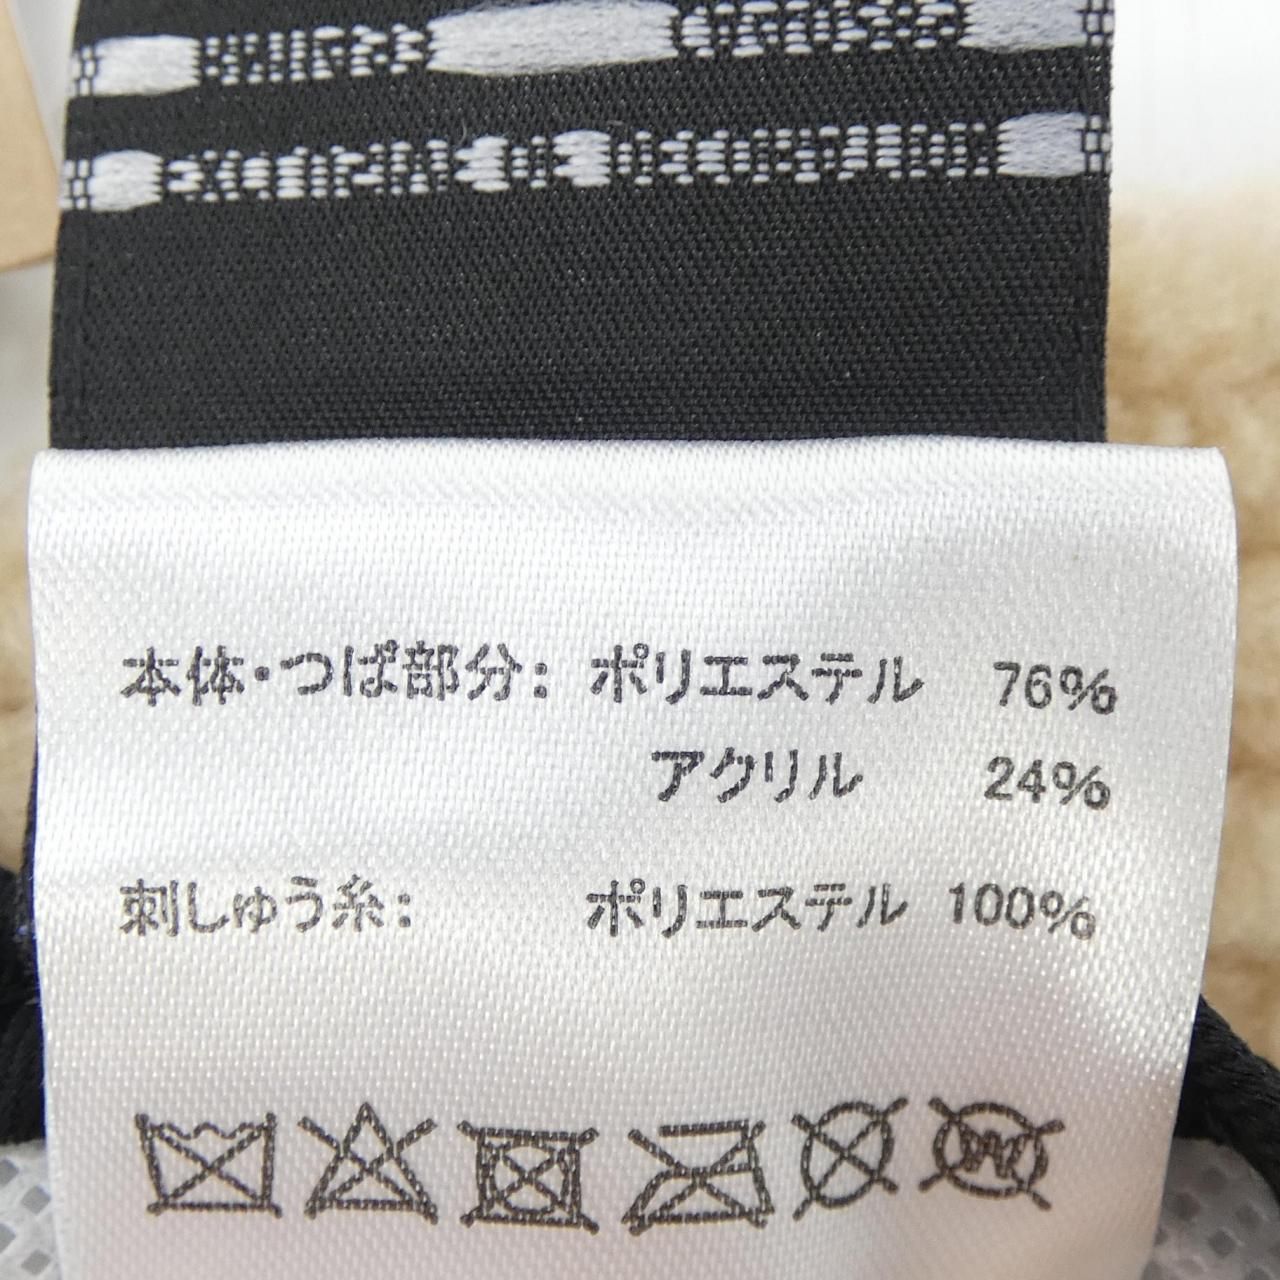 本体・つば部分: ポリエステル 76%
アクリル 24%
刺しゅう糸: ポリエステル 100%